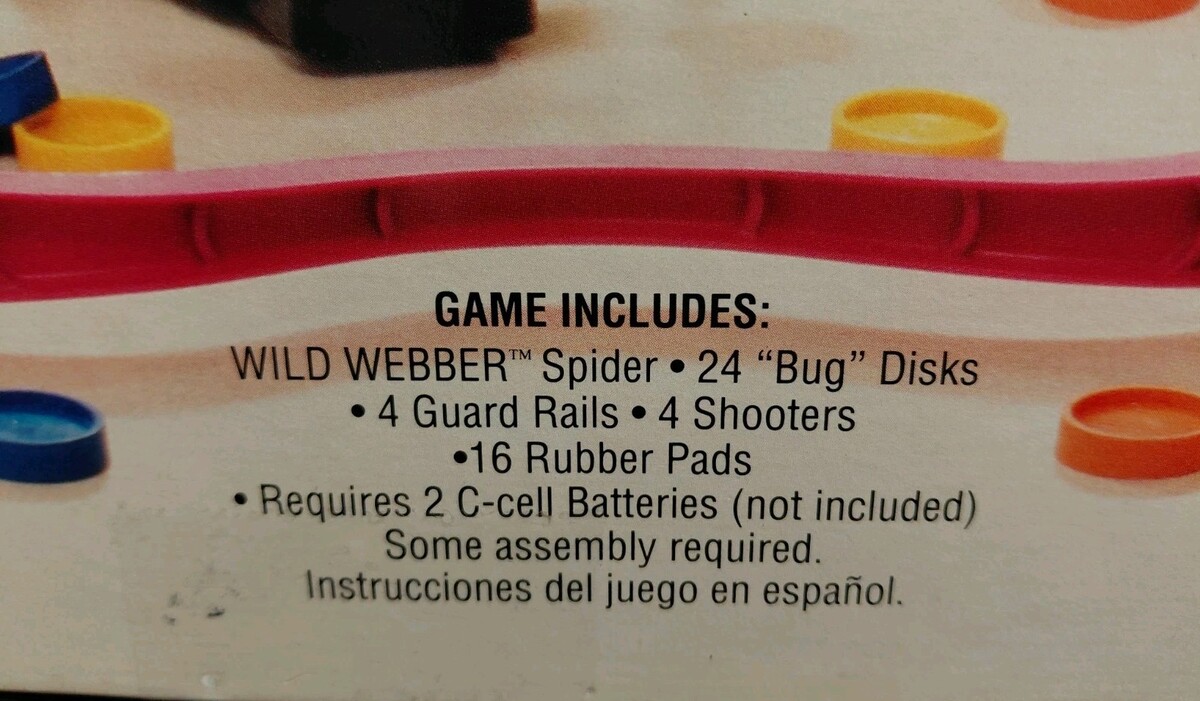 GAME INCLUDES:
WILD WEBBER™ Spider • 24 “Bug” Disks
• 4 Guard Rails • 4 Shooters
•16 Rubber Pads
• Requires 2 C-cell Batteries (not included)
Some assembly required.
Instrucciones del juego en español.